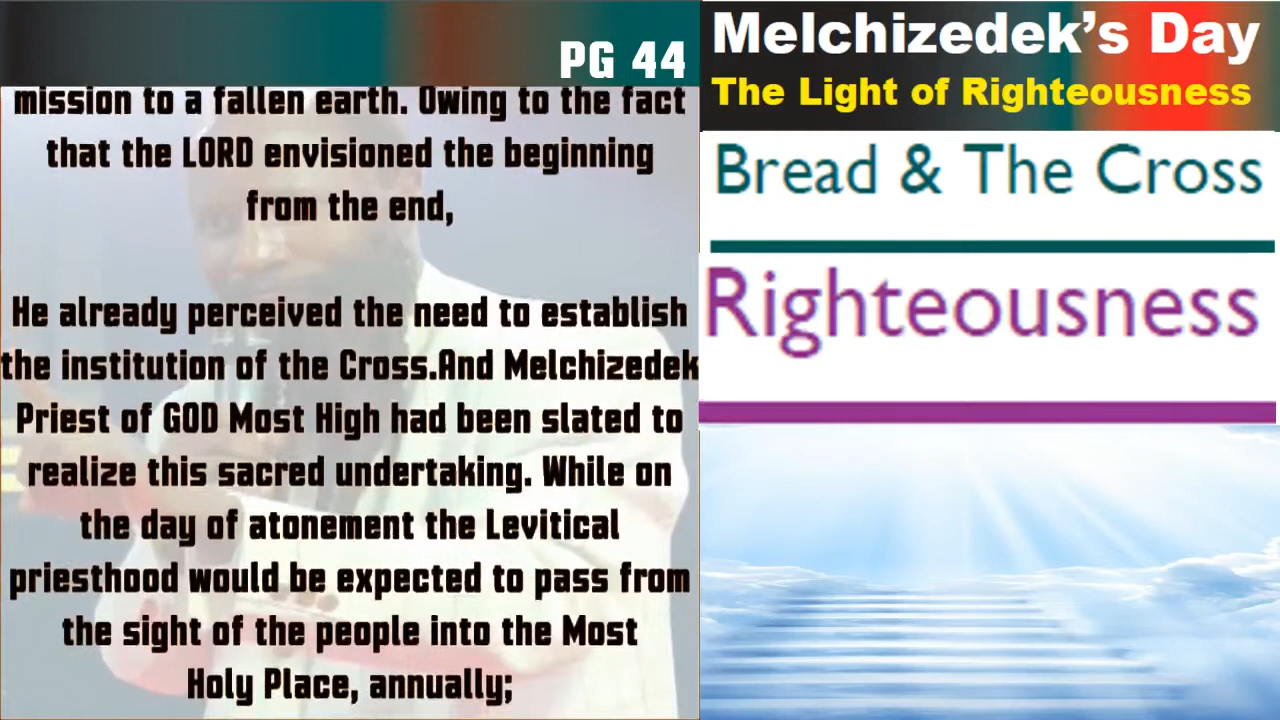 PG 44
mission to a fallen earth. Owing to the fact
that the LORD envisioned the beginning
from the end,
He already perceived the need to establish
the institution of the Cross.And Melchizedek
Priest of GOD Most High had been slated to
realize this sacred undertaking. While on
the day of atonement the Levitical
priesthood would be expected to pass from
the sight of the people into the Most
Holy Place, annually;
Melchizedek's Day
The Light of Righteousness
Bread & The Cross
Righteousness